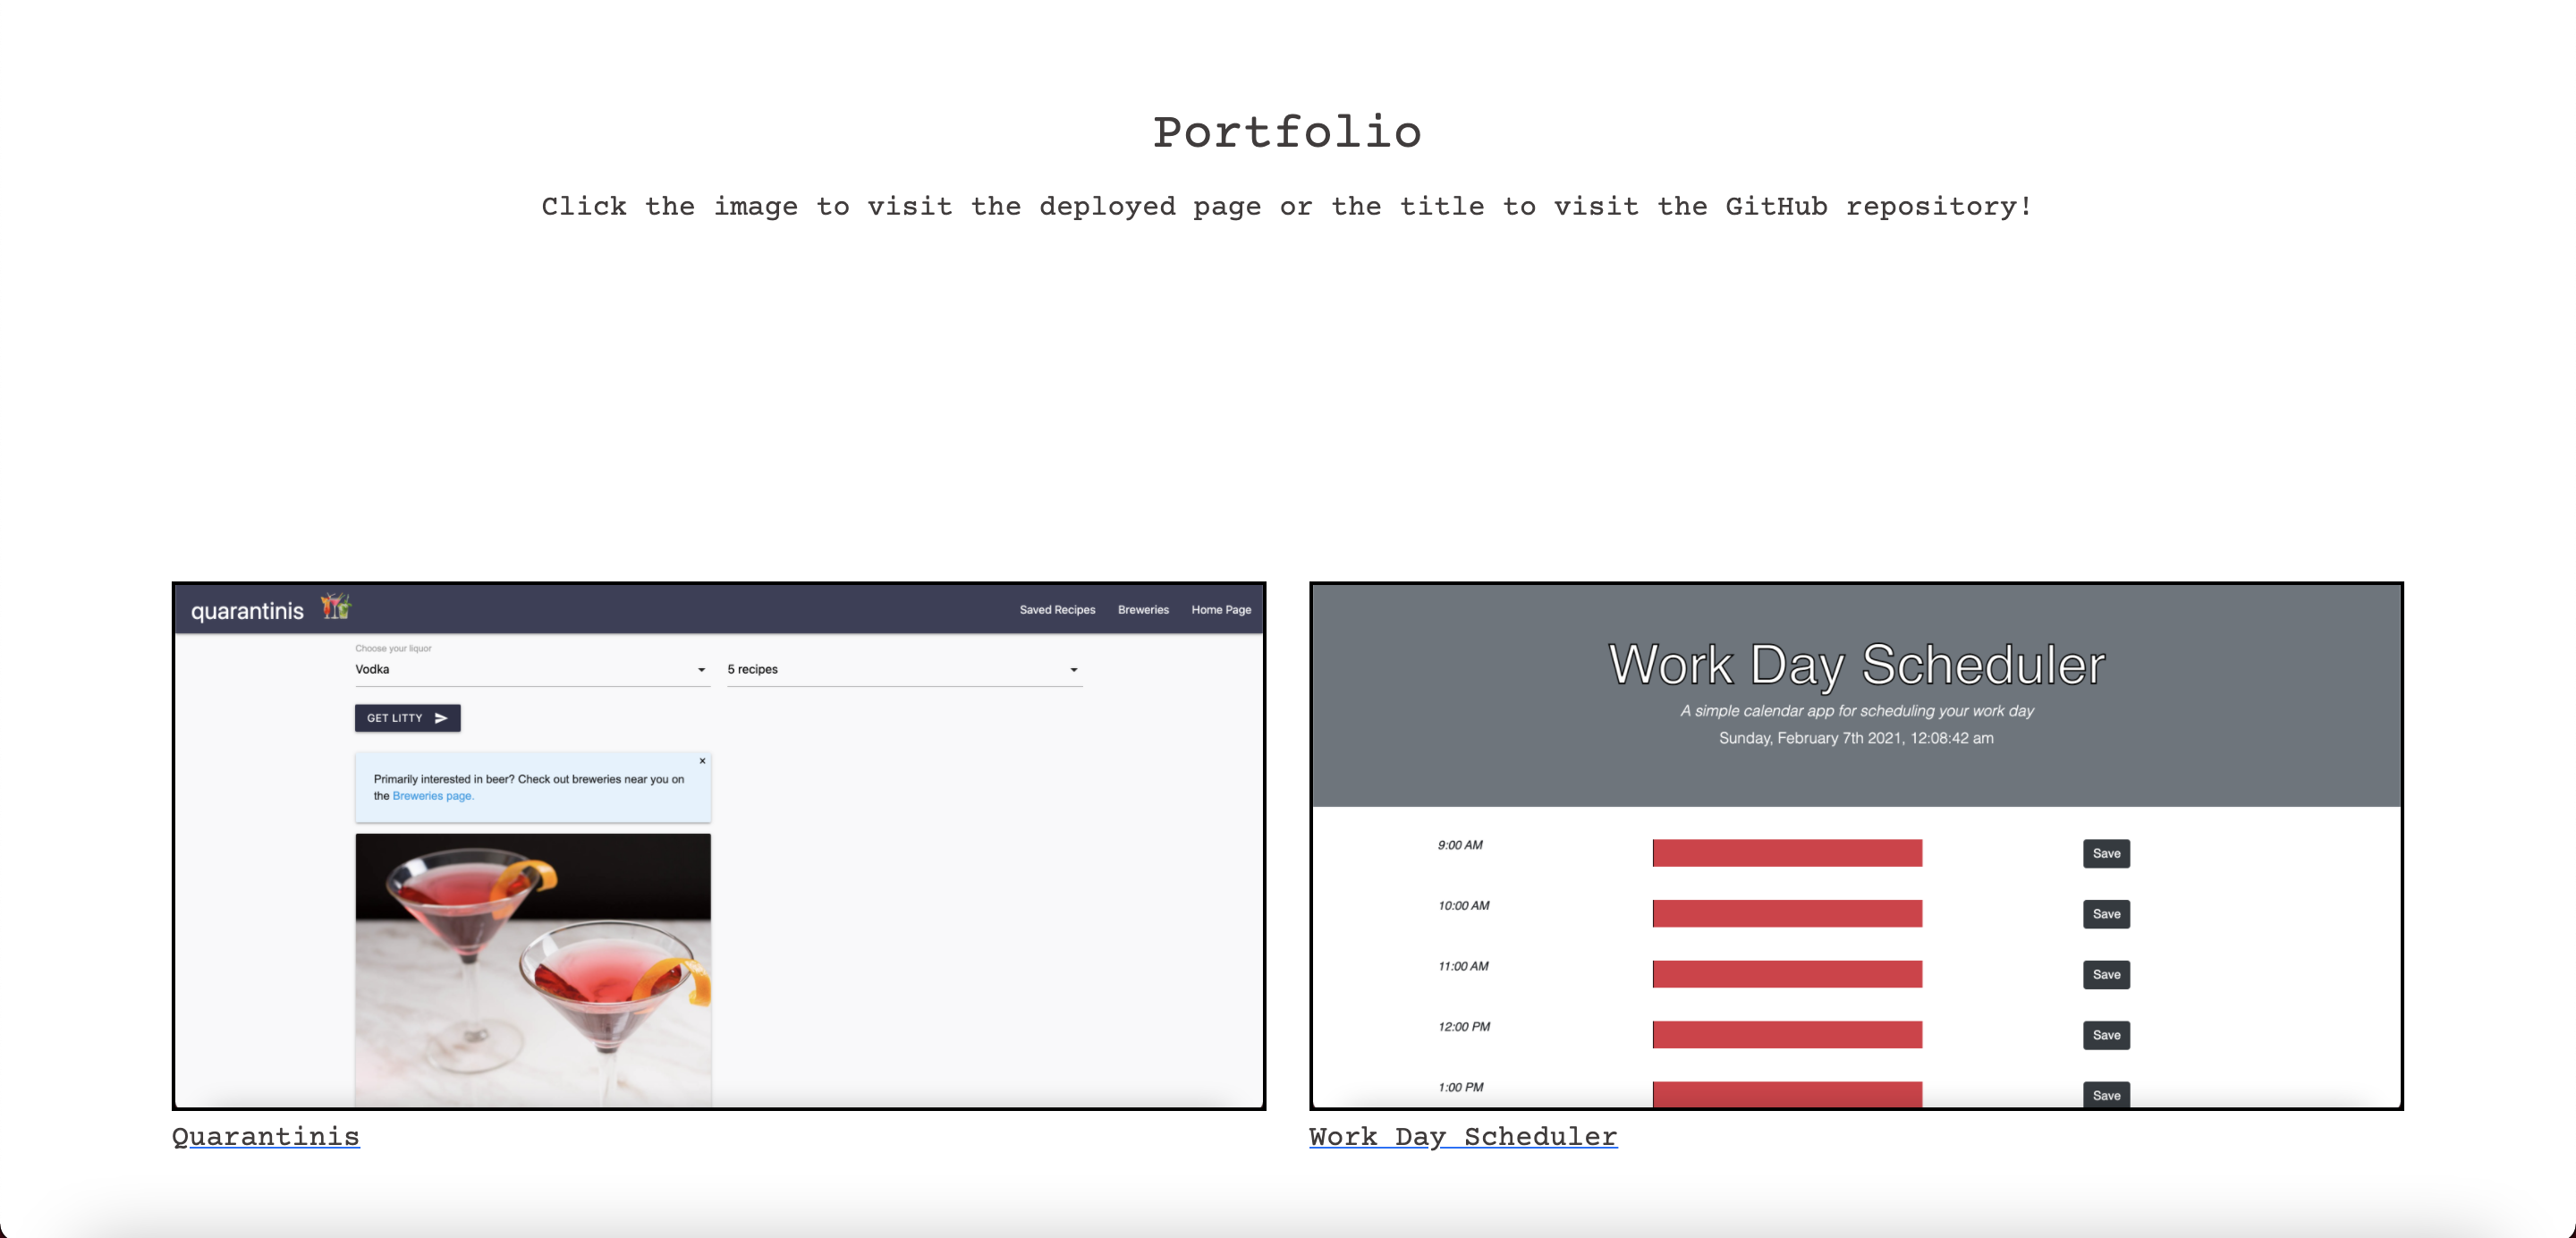 Portfolio
Click the image to visit the deployed page or the title to visit the GitHub repository!
quarantinis
Saved Recipes Breweries Home Page
Choose your liquor
Vodka
5 recipes
GET LITTY
×
Primarily interested in beer? Check out breweries near you on
the Breweries page.
Quarantinis
Work Day Scheduler
A simple calendar app for scheduling your work day
Sunday, February 7th 2021, 12:08:42 am
9:00 AM Save
10:00 AM Save
11:00 AM Save
12:00 PM Save
1:00 PM Save
Work Day Scheduler